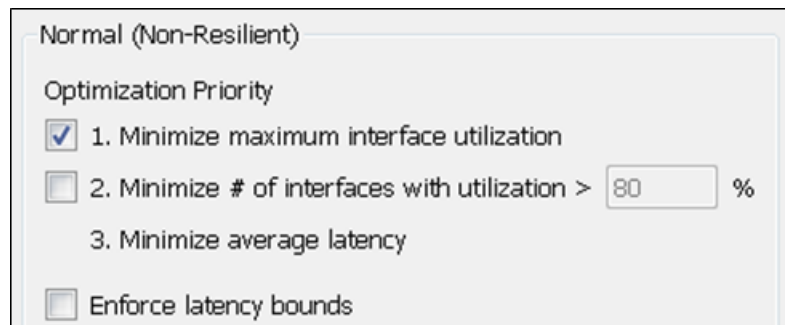 Normal (Non-Resilient)
Optimization Priority
1. Minimize maximum interface utilization
2. Minimize # of interfaces with utilization > 80 %
3. Minimize average latency
Enforce latency bounds